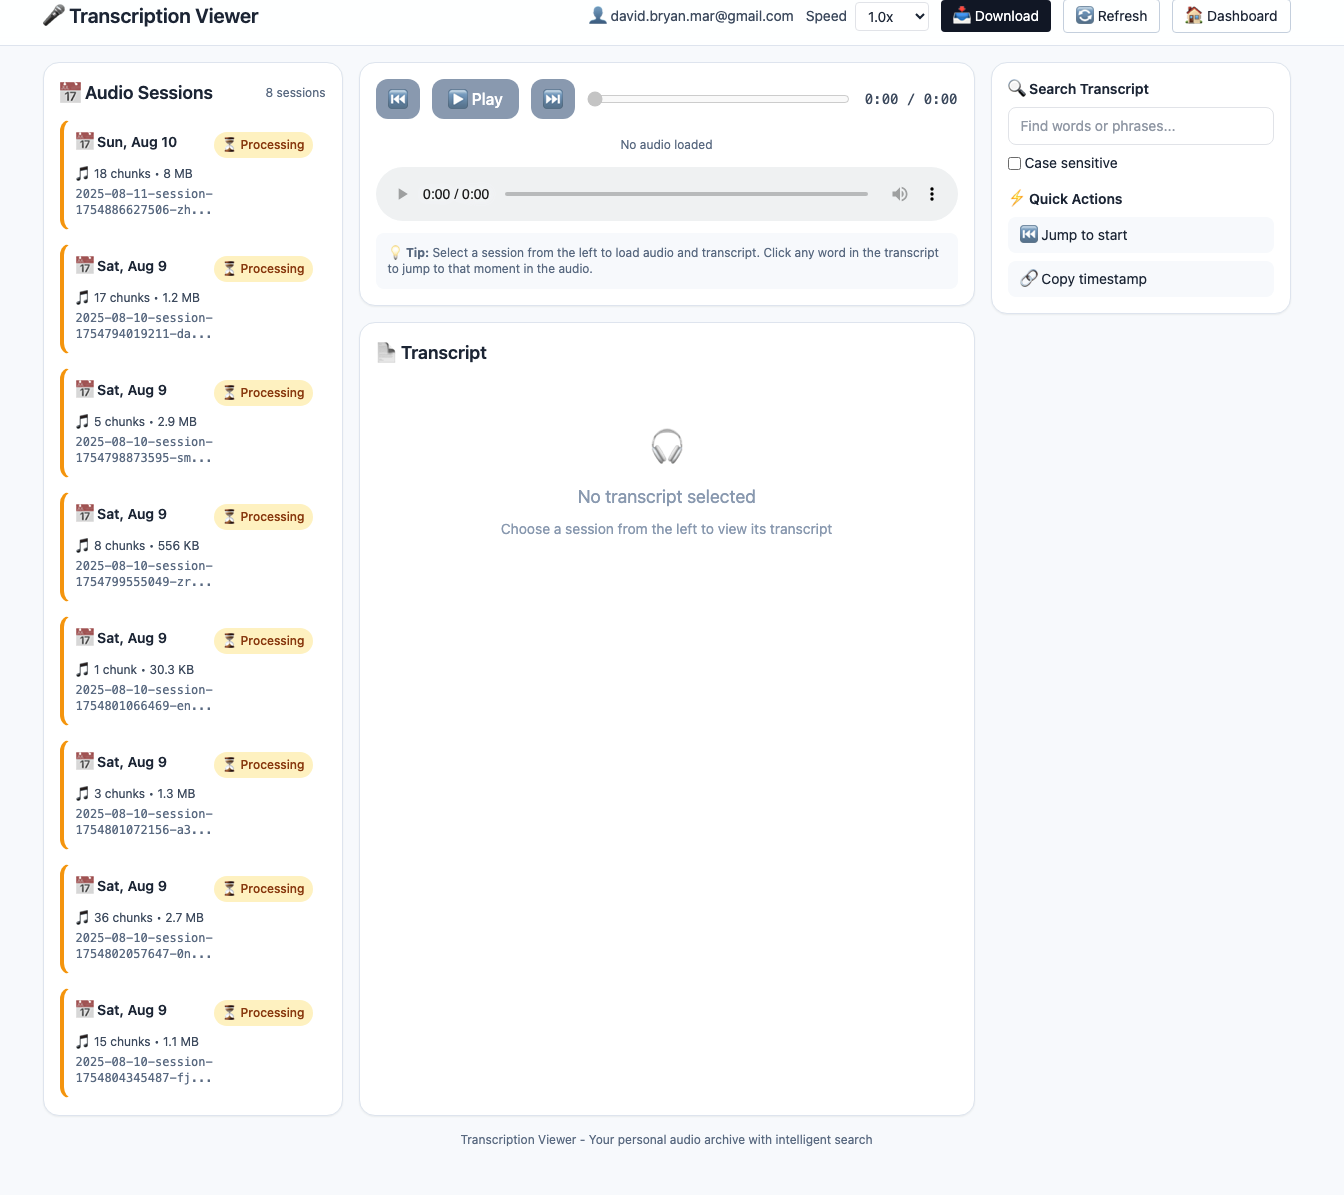 Transcription Viewer
david.bryan.mar@gmail.com Speed 1.0x Download Refresh Dashboard
Audio Sessions 8 sessions
Sun, Aug 10 Processing
18 chunks • 8 MB
2025-08-11-session-
1754886627506-zh...
Sat, Aug 9 Processing
17 chunks • 1.2 MB
2025-08-10-session-
1754794019211-da...
Sat, Aug 9 Processing
5 chunks • 2.9 MB
2025-08-10-session-
1754798873595-sm...
Sat, Aug 9 Processing
8 chunks • 556 KB
2025-08-10-session-
1754799555049-zr...
Sat, Aug 9 Processing
1 chunk • 30.3 KB
2025-08-10-session-
1754801066469-en...
Sat, Aug 9 Processing
3 chunks • 1.3 MB
2025-08-10-session-
1754801072156-a3...
Sat, Aug 9 Processing
36 chunks • 2.7 MB
2025-08-10-session-
1754802057647-0n...
Sat, Aug 9 Processing
15 chunks • 1.1 MB
2025-08-10-session-
1754804345487-fj...
Play 0:00 / 0:00
No audio loaded
0:00 / 0:00
Tip: Select a session from the left to load audio and transcript. Click any word in the transcript
to jump to that moment in the audio.
Transcript
No transcript selected
Choose a session from the left to view its transcript
Search Transcript
Find words or phrases...
Case sensitive
Quick Actions
Jump to start
Copy timestamp
Transcription Viewer - Your personal audio archive with intelligent search